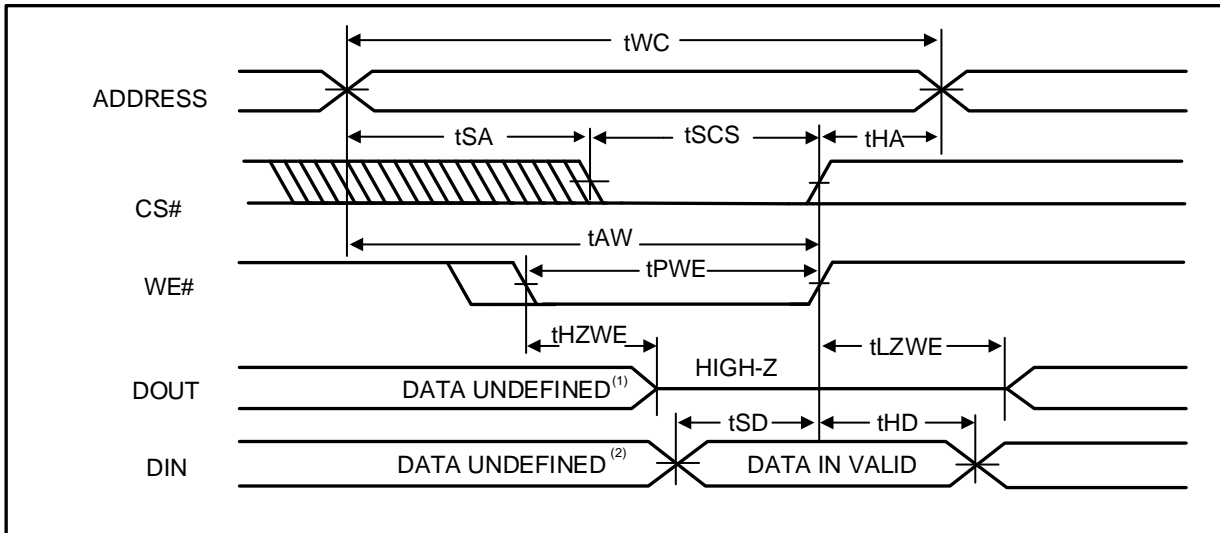 tWC
ADDRESS
tSA
tSCS
tHA
CS#
tAW
tPWE
WE#
tHZWE
tLZWE
HIGH-Z
DOUT
DATA UNDEFINED(1)
tSD
tHD
DIN
DATA UNDEFINED (2)
DATA IN VALID